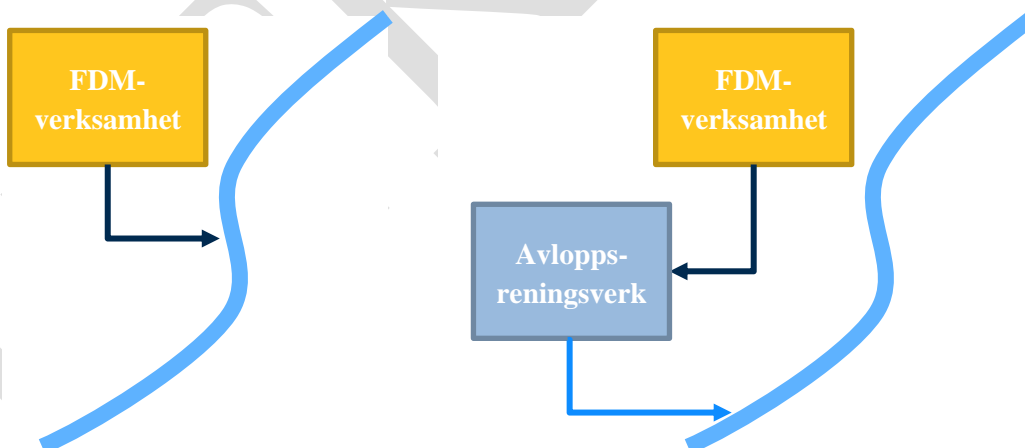 FDM-
verksamhet
FDM-
verksamhet
Avlopps-
reningsverk